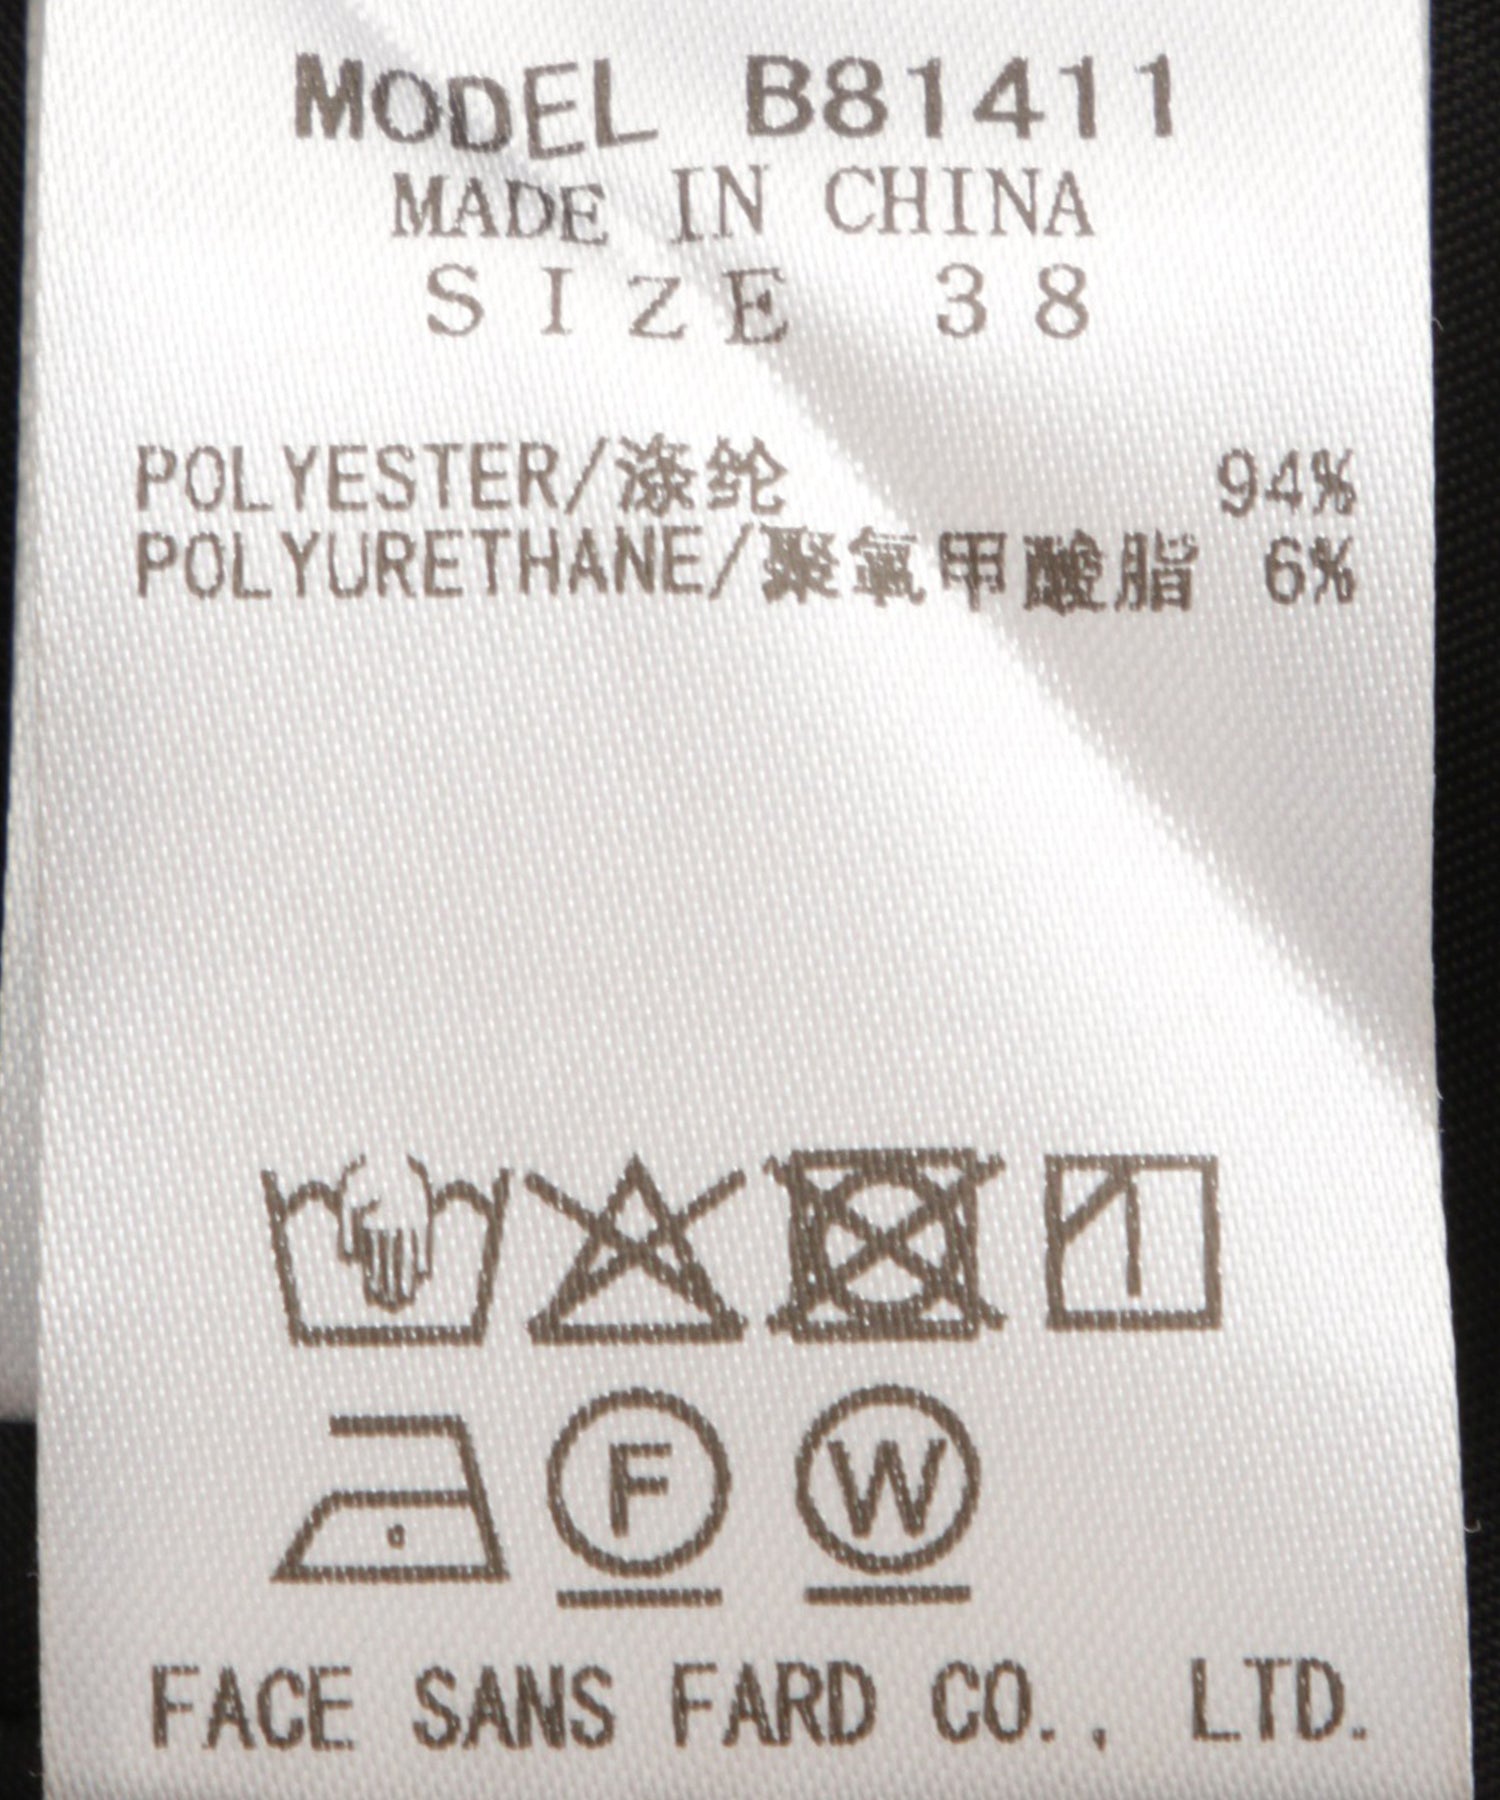 MODEL B81411
MADE IN CHINA
SIZE 38
POLYESTER/涤纶 94%
POLYURETHANE/聚氨甲酸脂 6%
F W
FACE SANS FARD CO., LTD.